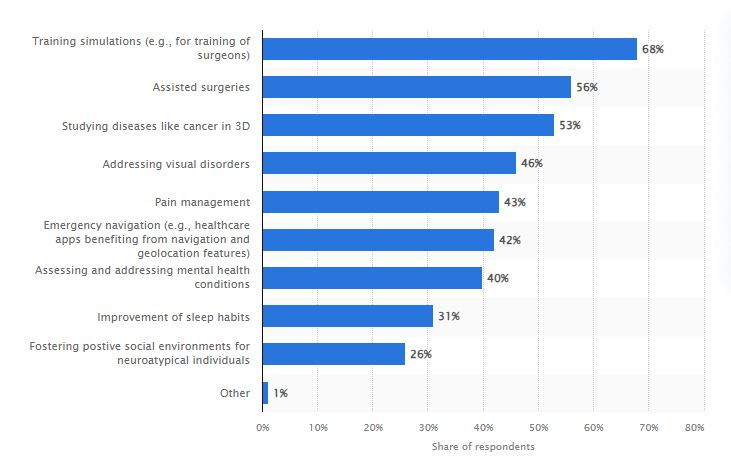 Training simulations (e.g., for training of
surgeons)
68%
Assisted surgeries
56%
Studying diseases like cancer in 3D
53%
Addressing visual disorders
46%
Pain management
43%
Emergency navigation (e.g., healthcare
apps benefiting from navigation and
geolocation features)
42%
Assessing and addressing mental health
conditions
40%
Improvement of sleep habits
31%
Fostering postive social environments for
neuroatypical individuals
26%
Other
1%
0% 10% 20% 30% 40% 50% 60% 70% 80%
Share of respondents